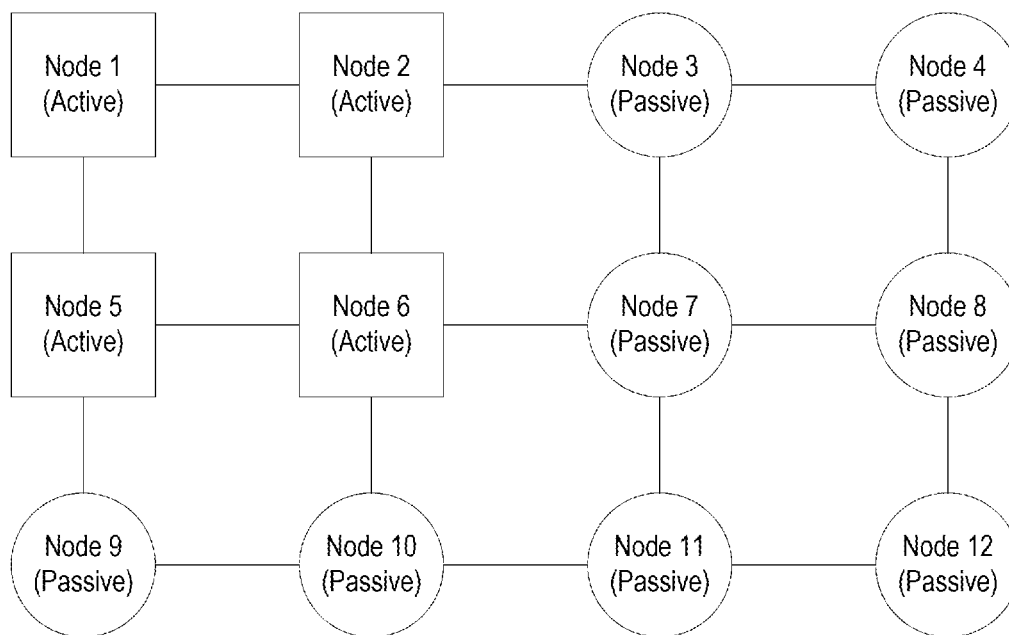 Node 1
(Active)
Node 2
(Active)
Node 3
(Passive)
Node 4
(Passive)
Node 5
(Active)
Node 6
(Active)
Node 7
(Passive)
Node 8
(Passive)
Node 9
(Passive)
Node 10
(Passive)
Node 11
(Passive)
Node 12
(Passive)